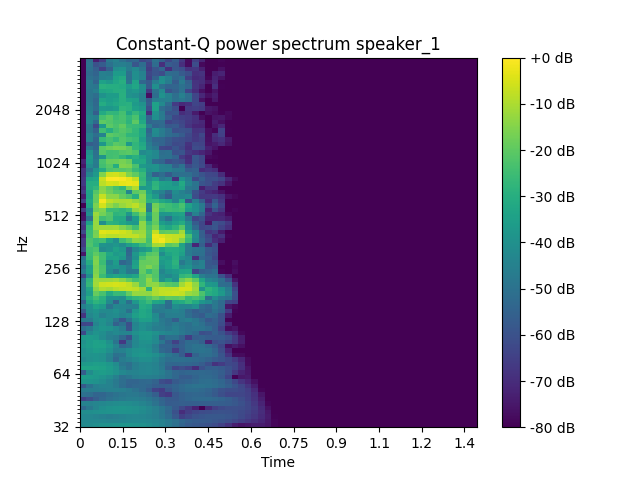 Constant-Q power spectrum speaker_1
Hz
2048
1024
512
256
128
64
32
0 0.15 0.3 0.45 0.6 0.75 0.9 1.1 1.2 1.4
Time
+0 dB
-10 dB
-20 dB
-30 dB
-40 dB
-50 dB
-60 dB
-70 dB
-80 dB